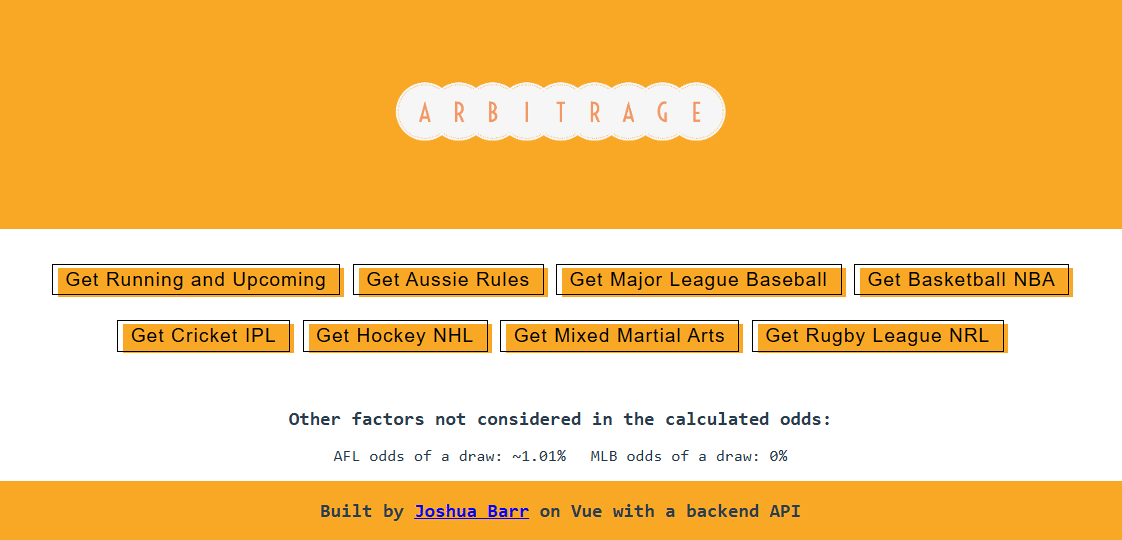 ARBITRAGE
Get Running and Upcoming Get Aussie Rules Get Major League Baseball Get Basketball NBA
Get Cricket IPL Get Hockey NHL Get Mixed Martial Arts Get Rugby League NRL
Other factors not considered in the calculated odds:
AFL odds of a draw: ~1.01% MLB odds of a draw: 0%
Built by Joshua Barr on Vue with a backend API